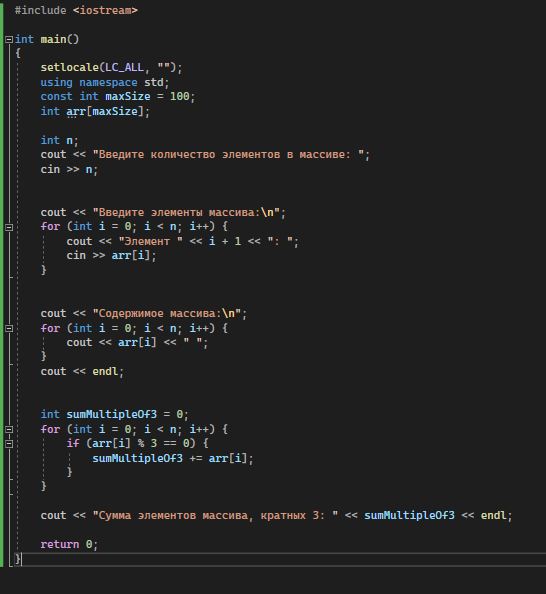 #include <iostream>
int main()
{
setlocale(LC_ALL, "");
using namespace std;
const int maxSize = 100;
int arr[maxSize];
int n;
cout << "Введите количество элементов в массиве: ";
cin >> n;
cout << "Введите элементы массива:\n";
for (int i = 0; i < n; i++) {
cout << "Элемент " << i + 1 << ": ";
cin >> arr[i];
}
cout << "Содержимое массива:\n";
for (int i = 0; i < n; i++) {
cout << arr[i] << " ";
}
cout << endl;
int sumMultipleOf3 = 0;
for (int i = 0; i < n; i++) {
if (arr[i] % 3 == 0) {
sumMultipleOf3 += arr[i];
}
}
cout << "Сумма элементов массива, кратных 3: " << sumMultipleOf3 << endl;
return 0;
}